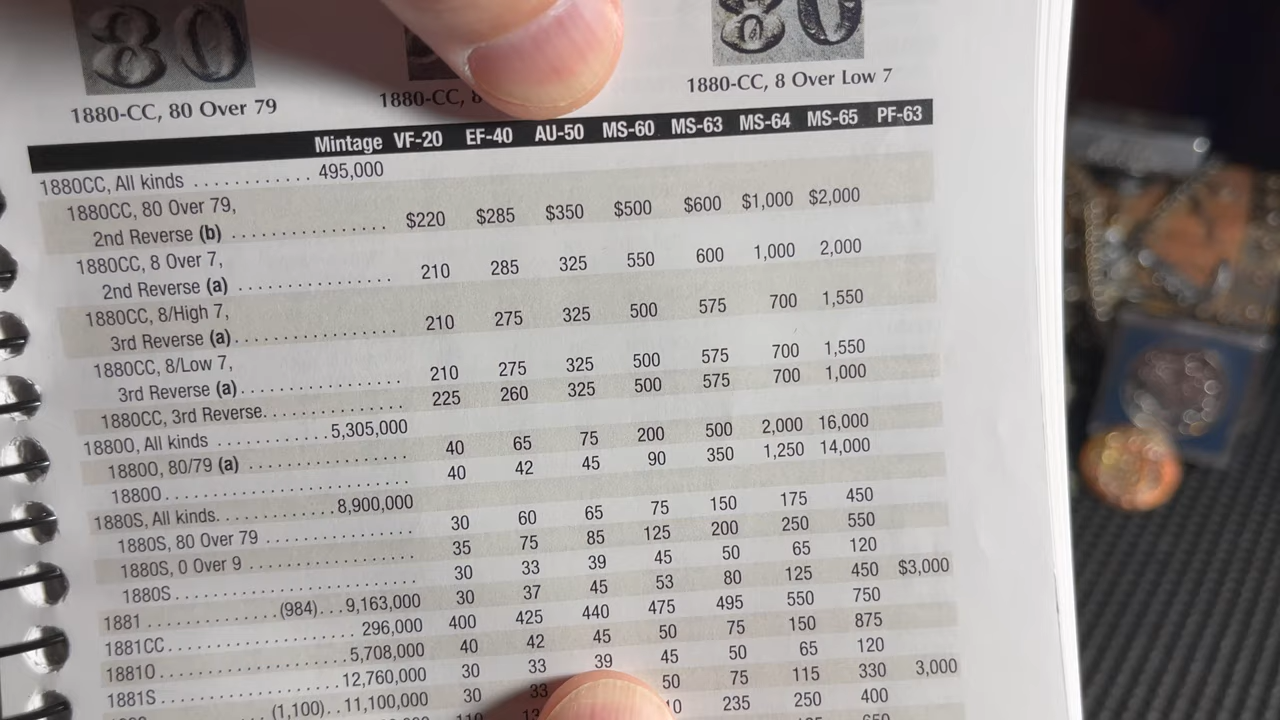 80
80
1880-CC, 80 Over 79
1880-CC, 8
1880-CC, 8 Over Low 7
Mintage VF-20 EF-40 AU-50 MS-60 MS-63 MS-64 MS-65 PF-63
1880CC, All kinds ............ 495,000
1880CC, 80 Over 79,
2nd Reverse (b) ................ $220 $285 $350 $500 $600 $1,000 $2,000
1880CC, 8 Over 7,
2nd Reverse (a) ................ 210 285 325 550 600 1,000 2,000
1880CC, 8/High 7,
3rd Reverse (a)................. 210 275 325 500 575 700 1,550
1880CC, 8/Low 7,
3rd Reverse (a)................. 210 275 325 500 575 700 1,550
1880CC, 3rd Reverse............... 225 260 325 500 575 700 1,000
1880O, All kinds ............5,305,000
1880O, 80/79 (a) ................. 40 65 75 200 500 2,000 16,000
1880O.......................... 40 42 45 90 350 1,250 14,000
1880S, All kinds.............8,900,000
1880S, 80 Over 79 ................ 30 60 65 75 150 175 450
1880S, 0 Over 9 ................. 35 75 85 125 200 250 550
1880S.......................... 30 33 39 45 50 65 120
1881 ..............(984)...9,163,000 30 37 45 53 80 125 450 $3,000
1881CC..................... 296,000 400 425 440 475 495 550 750
1881O....................5,708,000 40 42 45 50 75 150 875
1881S ...................12,760,000 30 33 39 45 50 65 120
(1,100)..11,100,000 30 33 50 75 115 330 3,000
110 235 250 400